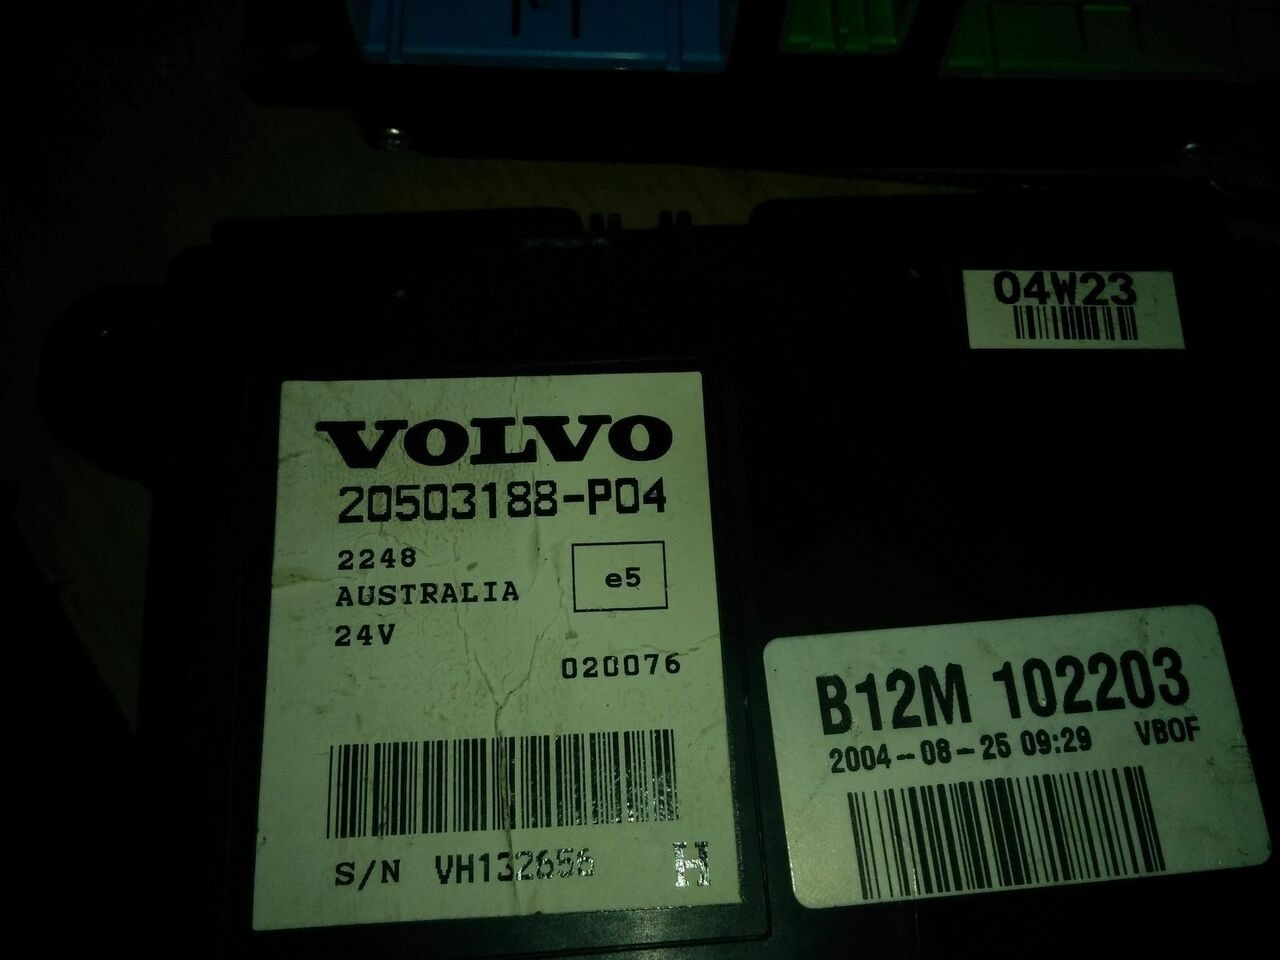 04W23
VOLVO
20503188-P04
2248
AUSTRALIA
24V
e5
020076
S/N VH132656 H
B12M 102203
2004-08-25 09:29 VBOF